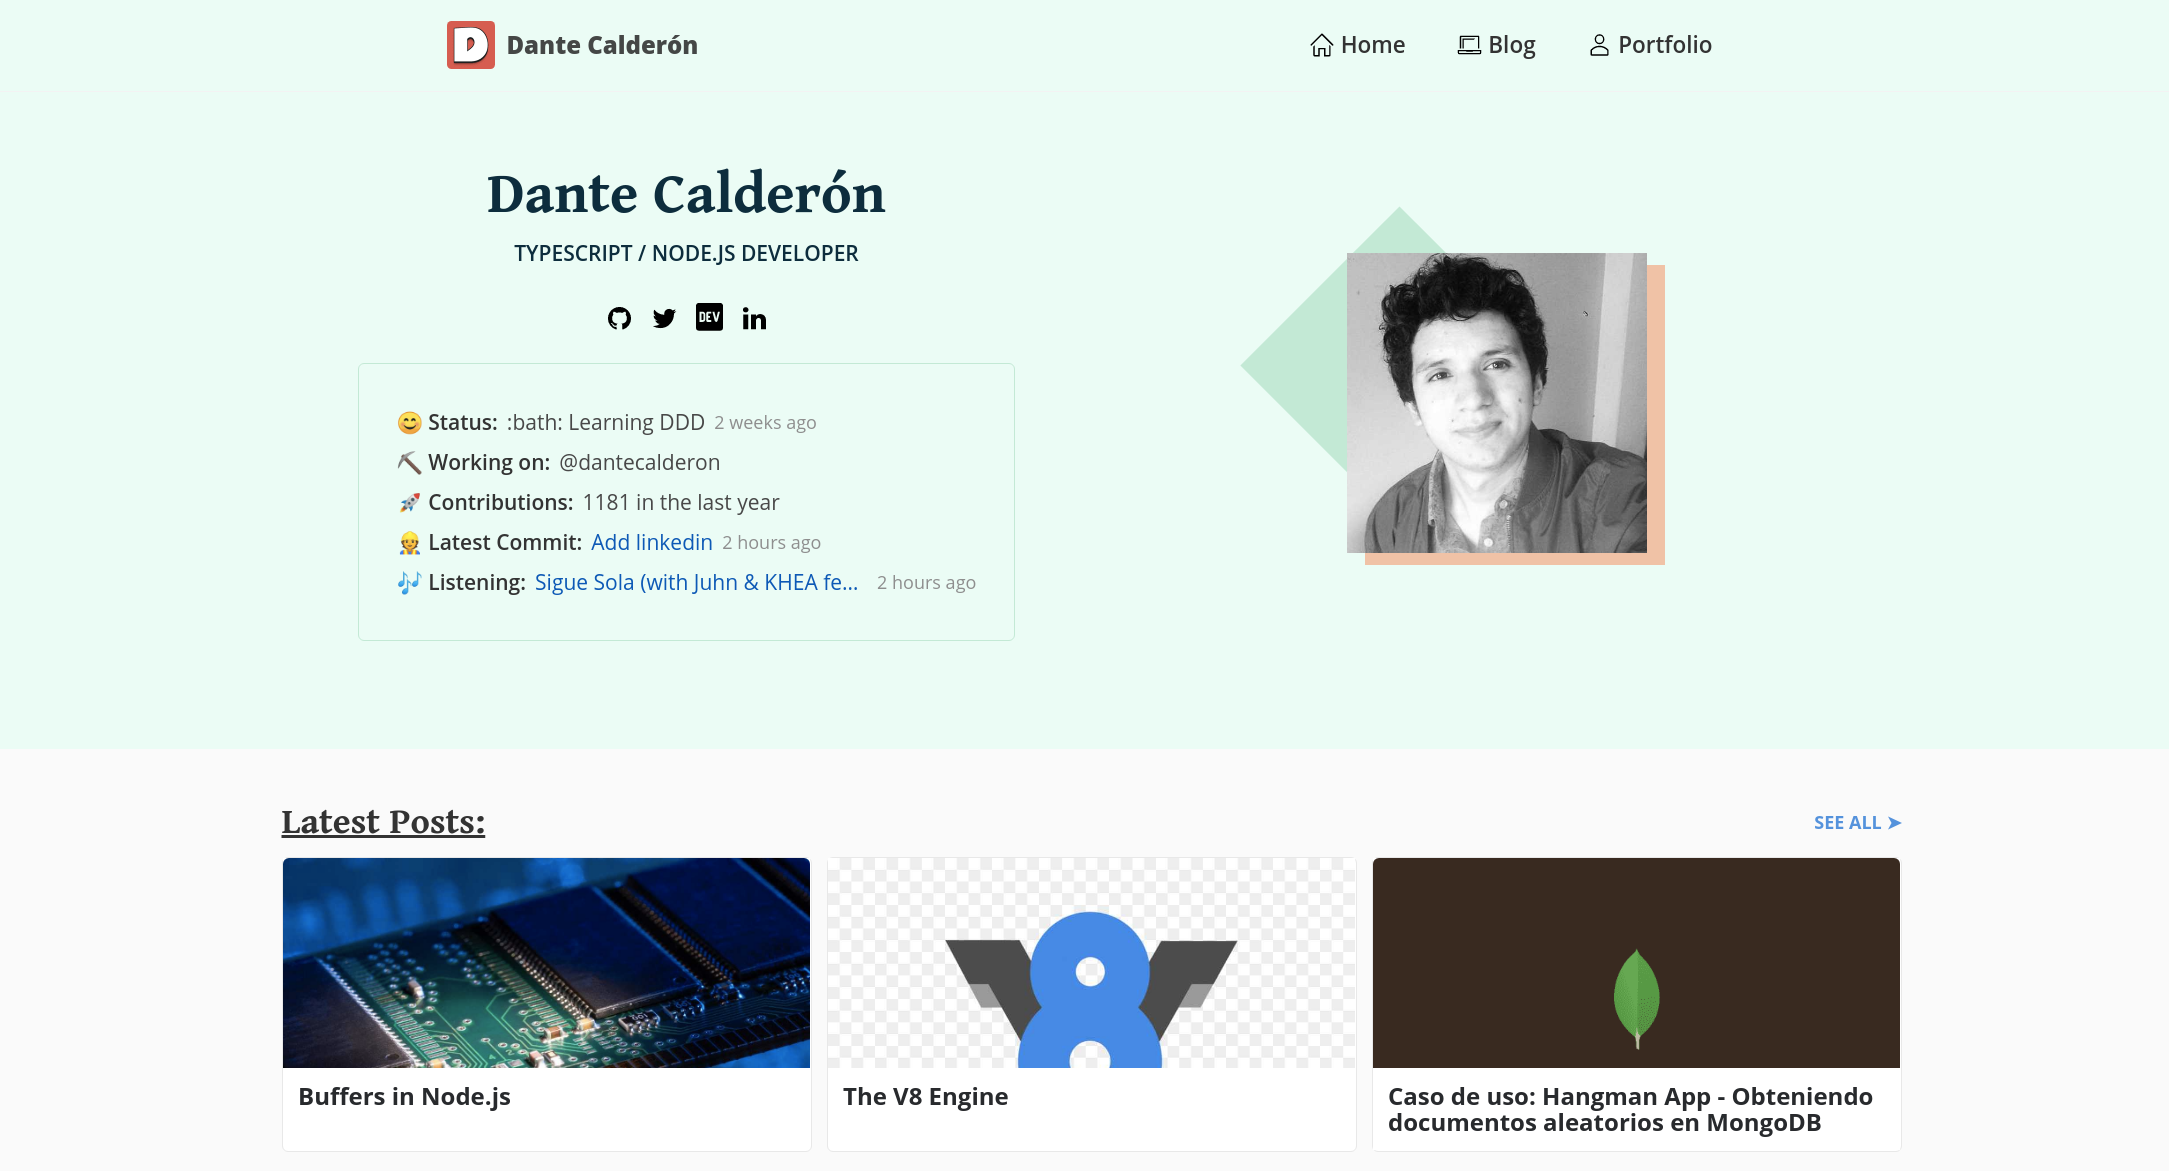 D Dante Calderón
Home Blog Portfolio
Dante Calderón
TYPESCRIPT / NODE.JS DEVELOPER
DEV in
😊 Status: :bath: Learning DDD 2 weeks ago
⛏️ Working on: @dantecalderon
🚀 Contributions: 1181 in the last year
👷 Latest Commit: Add linkedin 2 hours ago
🎶 Listening: Sigue Sola (with Juhn & KHEA fe... 2 hours ago
Latest Posts:
SEE ALL ➤
V8
Buffers in Node.js
The V8 Engine
Caso de uso: Hangman App - Obteniendo
documentos aleatorios en MongoDB